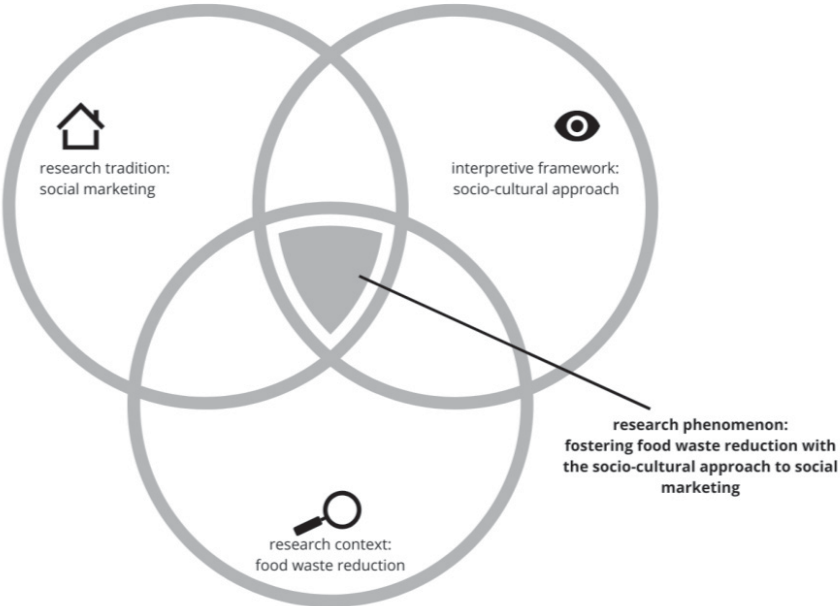 research tradition:
social marketing
interpretive framework:
socio-cultural approach
research phenomenon:
fostering food waste reduction with
the socio-cultural approach to social
marketing
research context:
food waste reduction